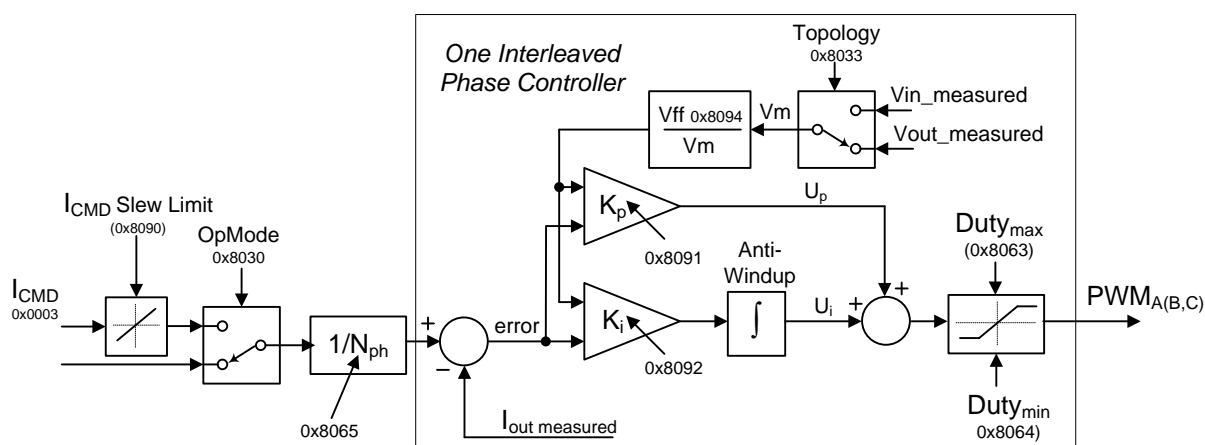 One Interleaved
Phase Controller
Topology
0x8033
Vin_measured
Vout_measured
Vm
Vff 0x8094
Vm
Kp
0x8091
Up
ICMD Slew Limit
(0x8090)
OpMode
0x8030
ICMD
0x0003
1/Nph
0x8065
+
−
error
Iout measured
Ki
0x8092
Anti-
Windup
∫
Ui
+
+
Dutymax
(0x8063)
Dutymin
0x8064)
PWMA(B,C)